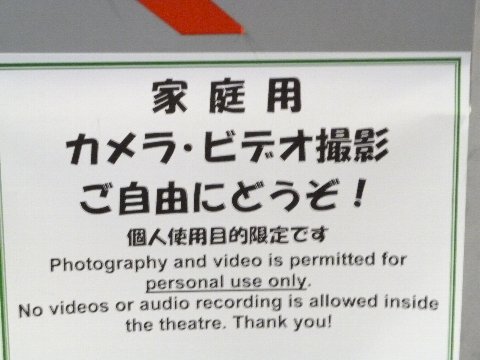 家庭用
カメラ・ビデオ撮影
ご自由にどうぞ！
個人使用目的限定です
Photography and video is permitted for
personal use only.
No videos or audio recording is allowed inside
the theatre. Thank you!